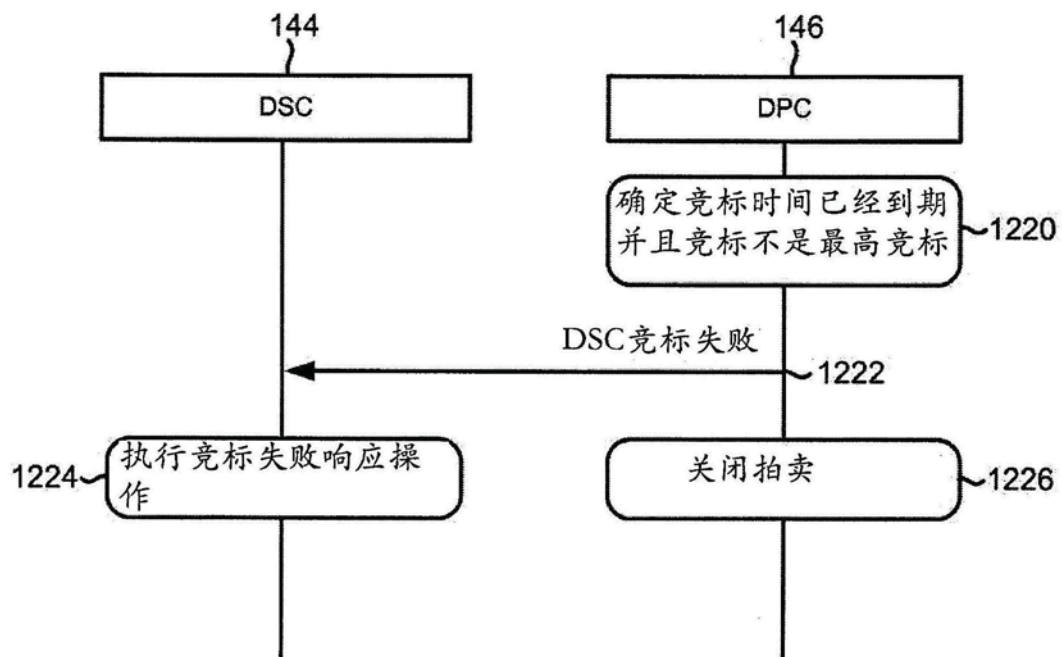 144
146
DSC
DPC
确定竞标时间已经到期
并且竞标不是最高竞标
1220
DSC竞标失败
1222
执行竞标失败响应操
作
1224
关闭拍卖
1226